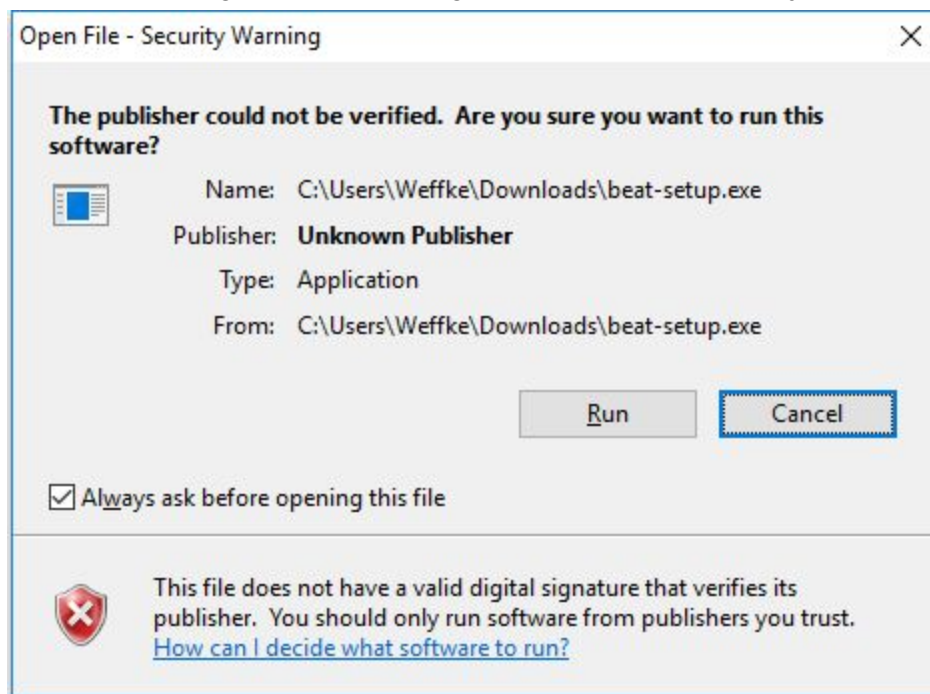 Open File - Security Warning
The publisher could not be verified.  Are you sure you want to run this
software?
Name: C:\Users\Weffke\Downloads\beat-setup.exe
Publisher: Unknown Publisher
Type: Application
From: C:\Users\Weffke\Downloads\beat-setup.exe
Run Cancel
Always ask before opening this file
This file does not have a valid digital signature that verifies its
publisher.  You should only run software from publishers you trust.
How can I decide what software to run?